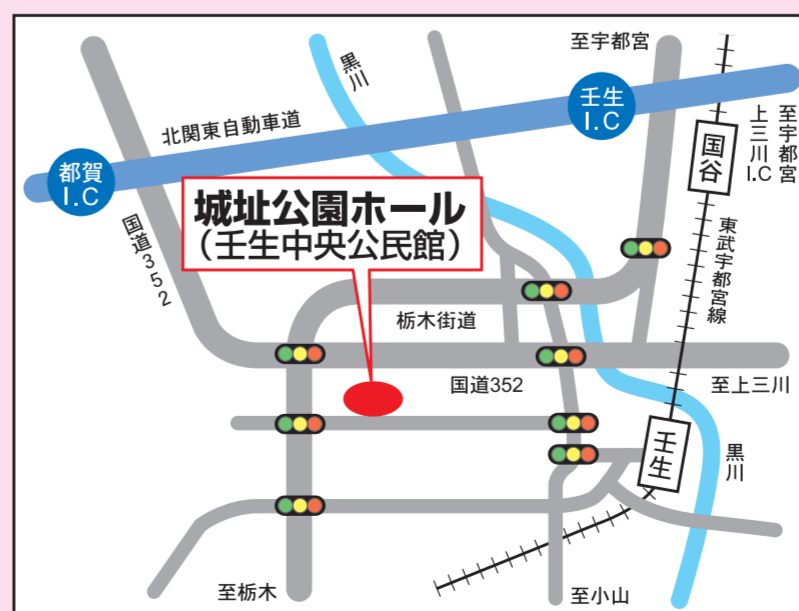 至宇都宮
黒川
北関東自動車道
壬生
I.C
至宇都宮
上三川I.C
都賀
I.C
国谷
城址公園ホール
（壬生中央公民館）
国道352
東武宇都宮線
栃木街道
国道352
至上三川
壬生
黒川
至栃木
至小山